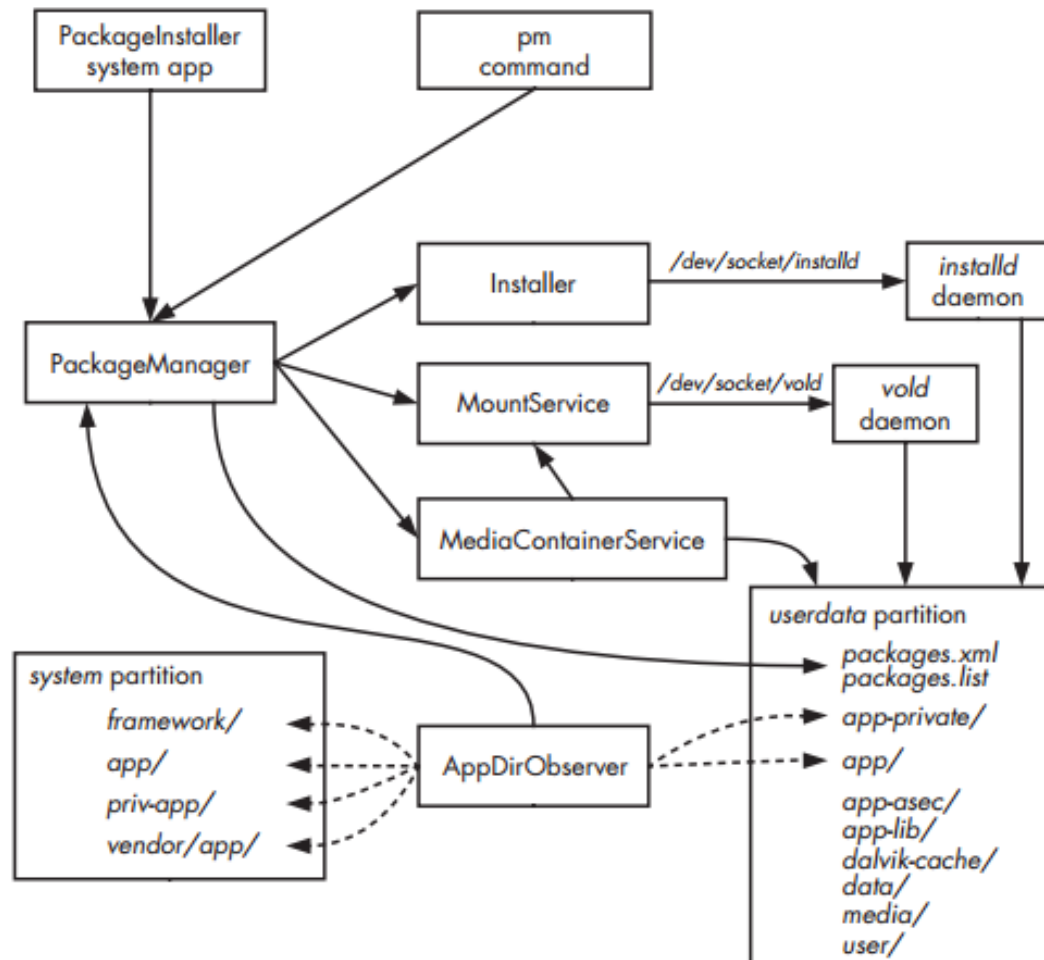 PackageInstaller
system app
pm
command
Installer
/dev/socket/installd
installd
daemon
PackageManager
MountService
/dev/socket/vold
vold
daemon
MediaContainerService
userdata partition
packages.xml
packages.list
app-private/
app/
app-asec/
app-lib/
dalvik-cache/
data/
media/
user/
system partition
framework/
app/
priv-app/
vendor/app/
AppDirObserver